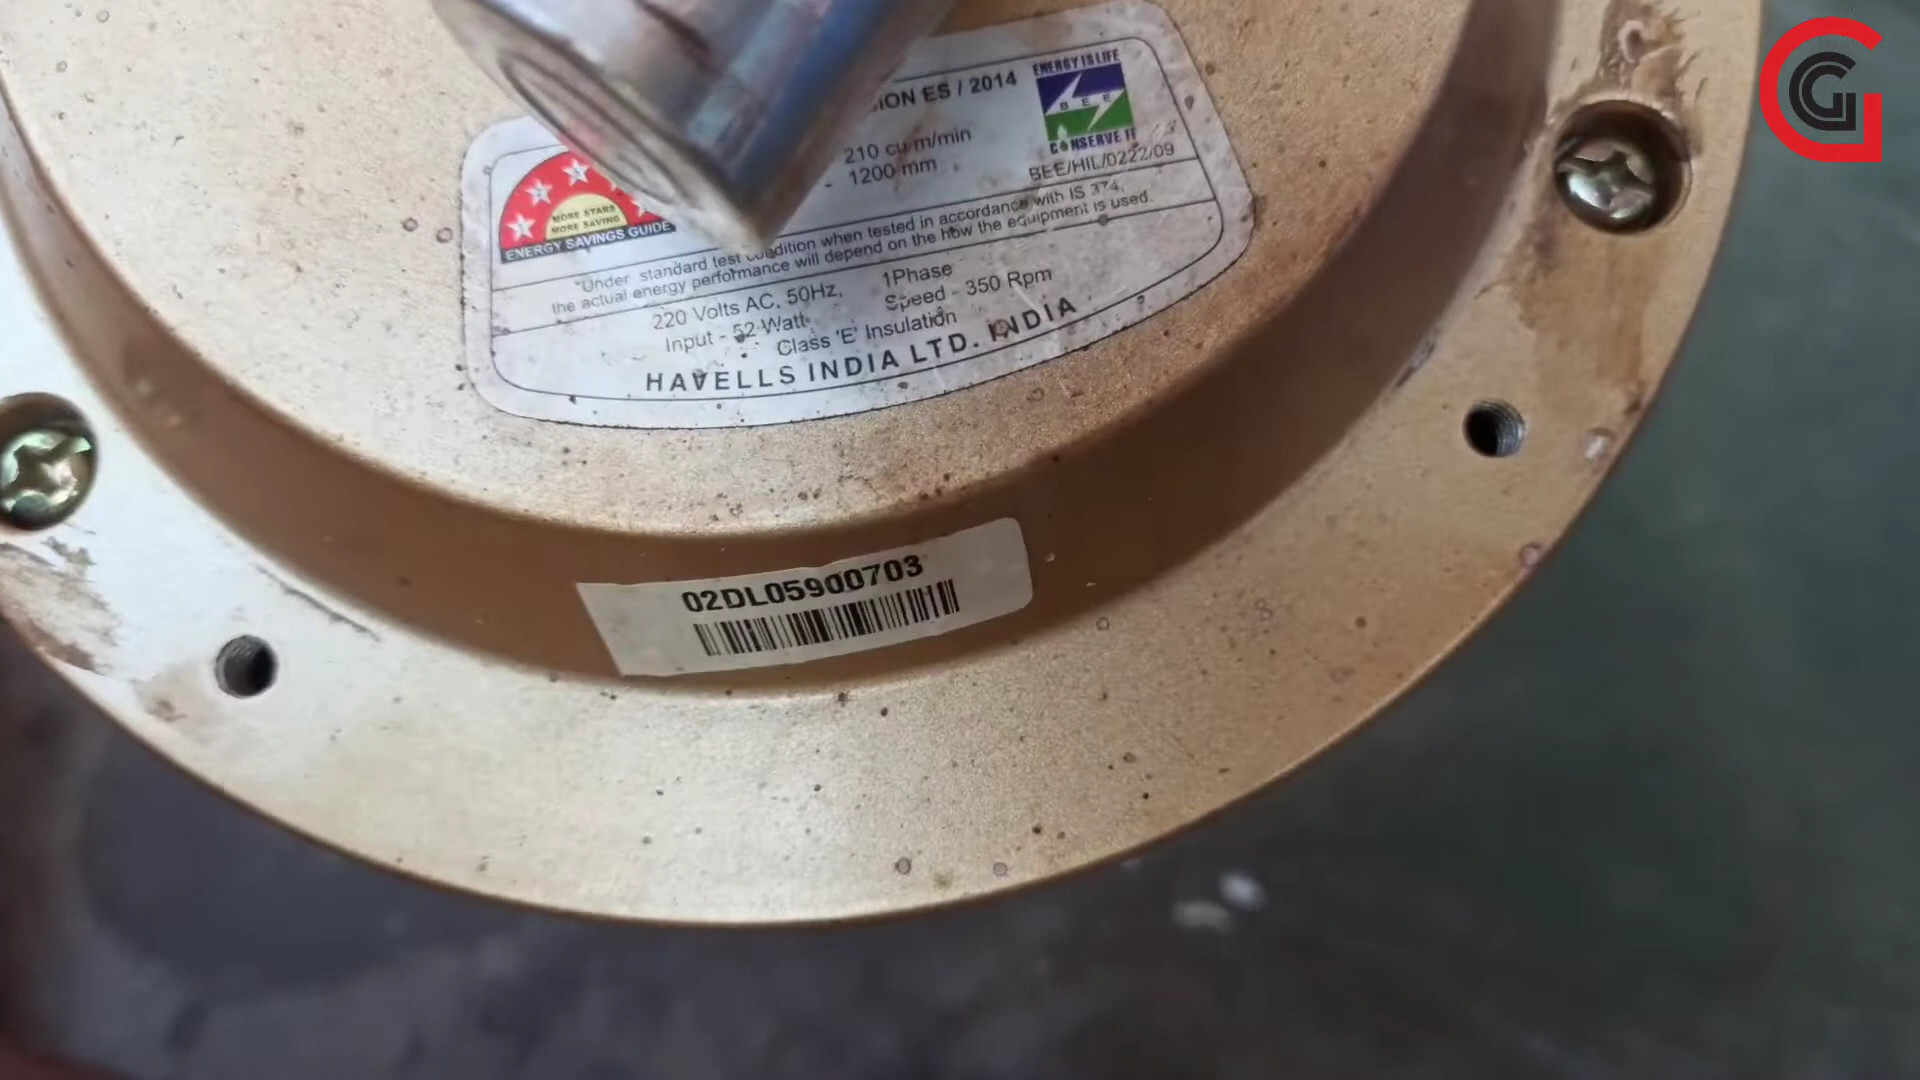 ION ES / 2014
ENERGY IS LIFE
BEE
CONSERVE IT
210 cu m/min
- 1200 mm
BEE/HIL/0222/09
MORE STARS
MORE SAVING
ENERGY SAVINGS GUIDE
"Under standard test condition when tested in accordance with IS 374,
the actual energy performance will depend on the how the equipment is used.
220 Volts AC, 50Hz, 1Phase
Input - 52 Watt Speed - 350 Rpm
Class 'E' Insulation
HAVELLS INDIA LTD. INDIA
02DL05900703